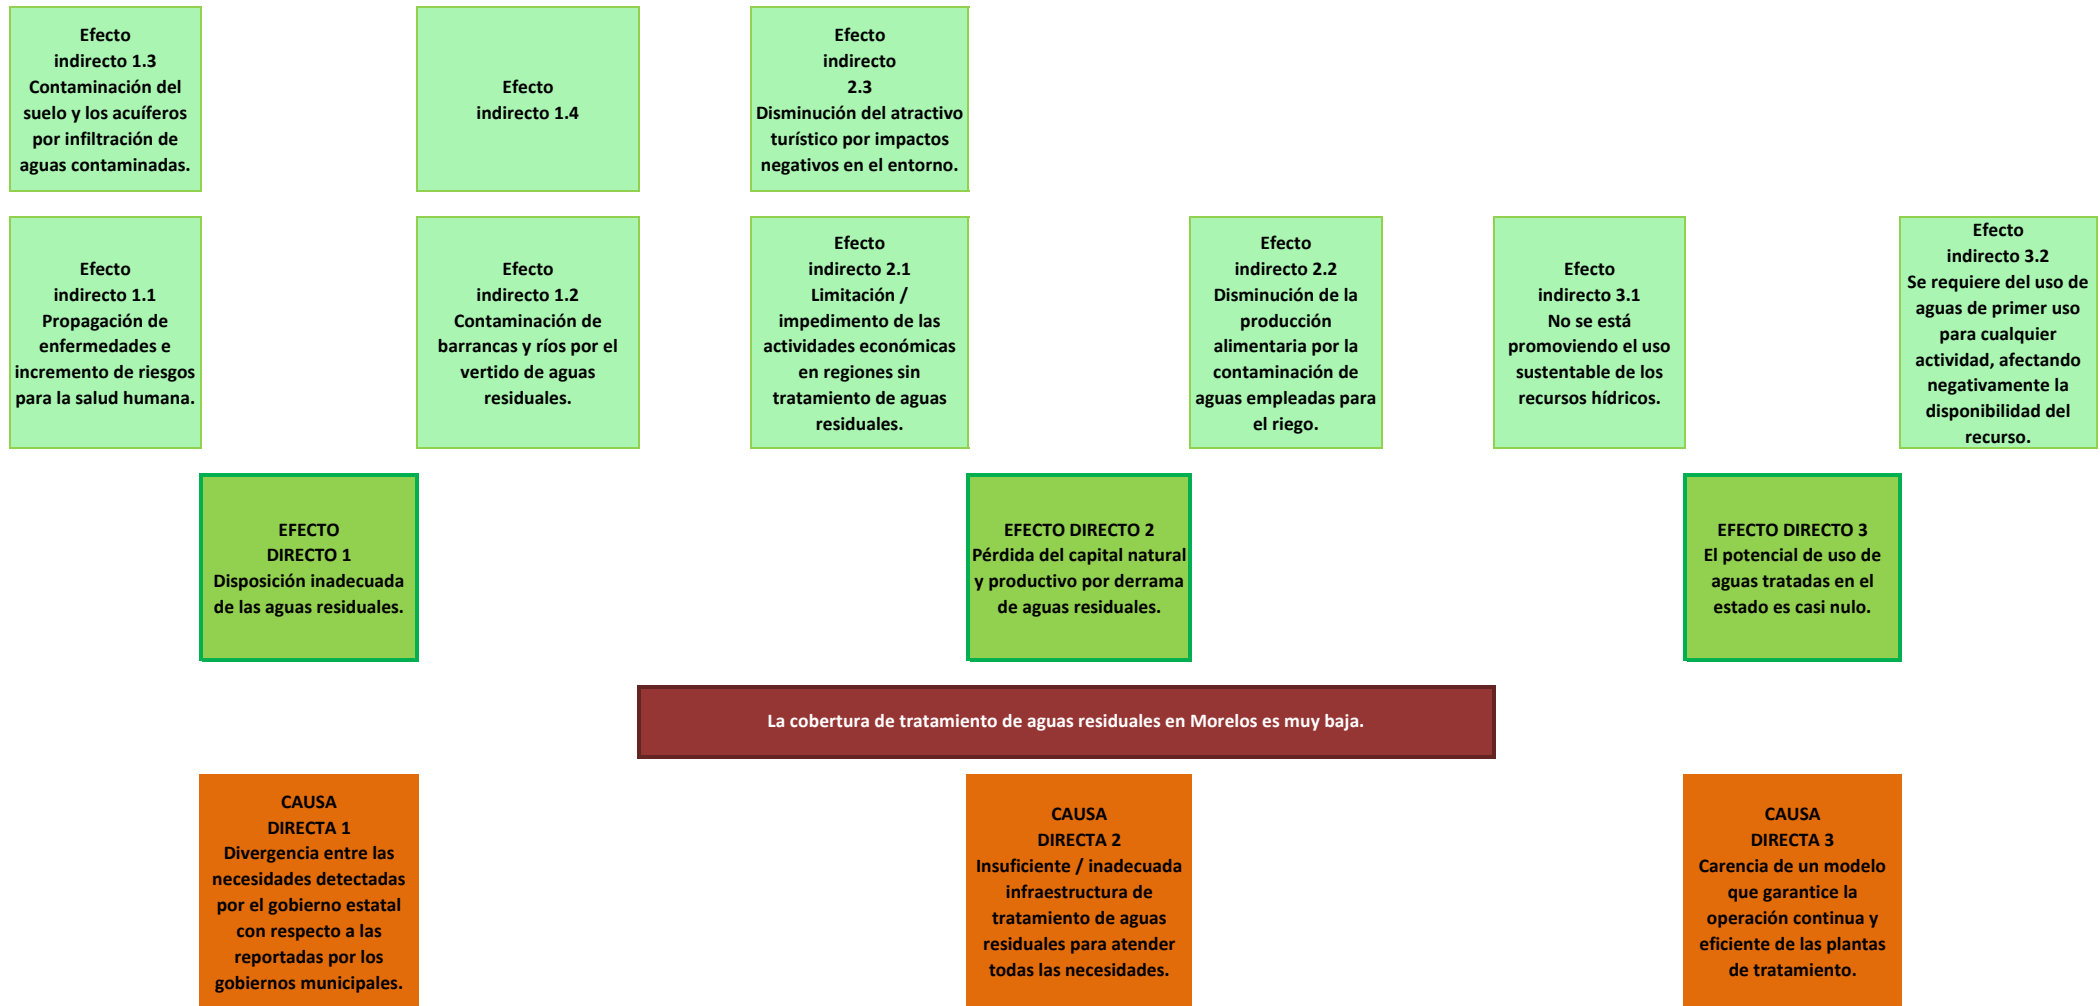 Efecto
indirecto 1.3
Contaminación del
suelo y los acuíferos
por infiltración de
aguas contaminadas.
Efecto
indirecto 1.4
Efecto
indirecto
2.3
Disminución del atractivo
turístico por impactos
negativos en el entorno.
Efecto
indirecto 1.1
Propagación de
enfermedades e
incremento de riesgos
para la salud humana.
Efecto
indirecto 1.2
Contaminación de
barrancas y ríos por el
vertido de aguas
residuales.
Efecto
indirecto 2.1
Limitación /
impedimento de las
actividades económicas
en regiones sin
tratamiento de aguas
residuales.
Efecto
indirecto 2.2
Disminución de la
producción
alimentaria por la
contaminación de
aguas empleadas para
el riego.
Efecto
indirecto 3.1
No se está
promoviendo el uso
sustentable de los
recursos hídricos.
Efecto
indirecto 3.2
Se requiere del uso de
aguas de primer uso
para cualquier
actividad, afectando
negativamente la
disponibilidad del
recurso.
EFECTO
DIRECTO 1
Disposición inadecuada
de las aguas residuales.
EFECTO DIRECTO 2
Pérdida del capital natural
y productivo por derrama
de aguas residuales.
EFECTO DIRECTO 3
El potencial de uso de
aguas tratadas en el
estado es casi nulo.
La cobertura de tratamiento de aguas residuales en Morelos es muy baja.
CAUSA
DIRECTA 1
Divergencia entre las
necesidades detectadas
por el gobierno estatal
con respecto a las
reportadas por los
gobiernos municipales.
CAUSA
DIRECTA 2
Insuficiente / inadecuada
infraestructura de
tratamiento de aguas
residuales para atender
todas las necesidades.
CAUSA
DIRECTA 3
Carencia de un modelo
que garantice la
operación continua y
eficiente de las plantas
de tratamiento.